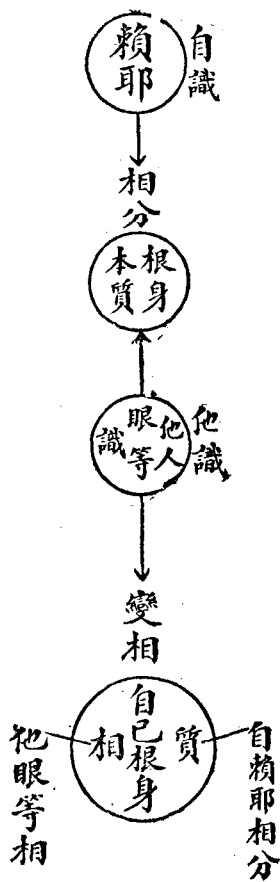 賴耶
自識
相分
根身
本質
他識
他人
眼等
識
變相
質
自己根身
相
自賴耶相分
他眼等相